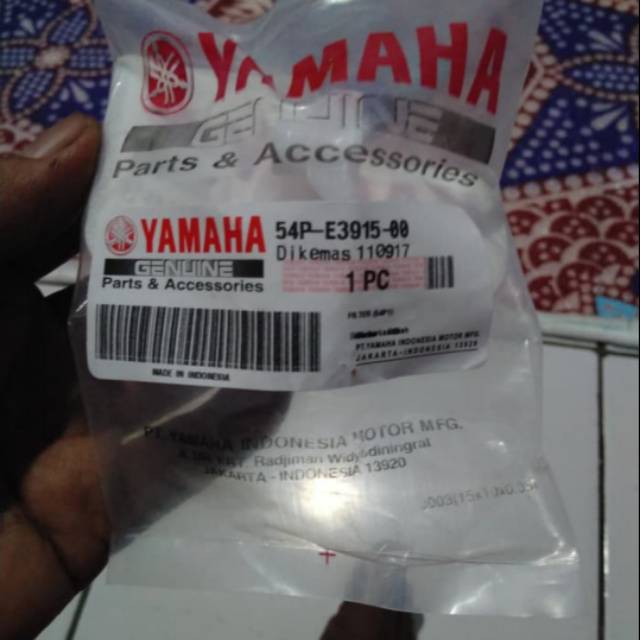 YAMAHA
GENUINE
Parts & Accessories
YAMAHA 54P-E3915-00
GENUINE Dikemas 110917
Parts & Accessories 1 PC
PT.YAMAHA INDONESIA MOTOR MFG.
JAKARTA-INDONESIA 13920
MADE IN INDONESIA
PT. YAMAHA INDONESIA MOTOR MFG.
Radjiman Widyodiningrat
JAKARTA - INDONESIA 13920